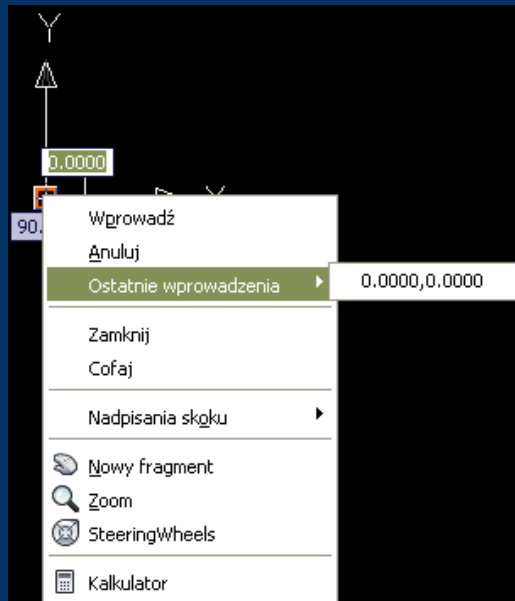 Y
0.0000
X
90.
Wprowadź
Anuluj
Ostatnie wprowadzenia
0.0000,0.0000
Zamknij
Cofaj
Nadpisania skoku
Nowy fragment
Zoom
SteeringWheels
Kalkulator